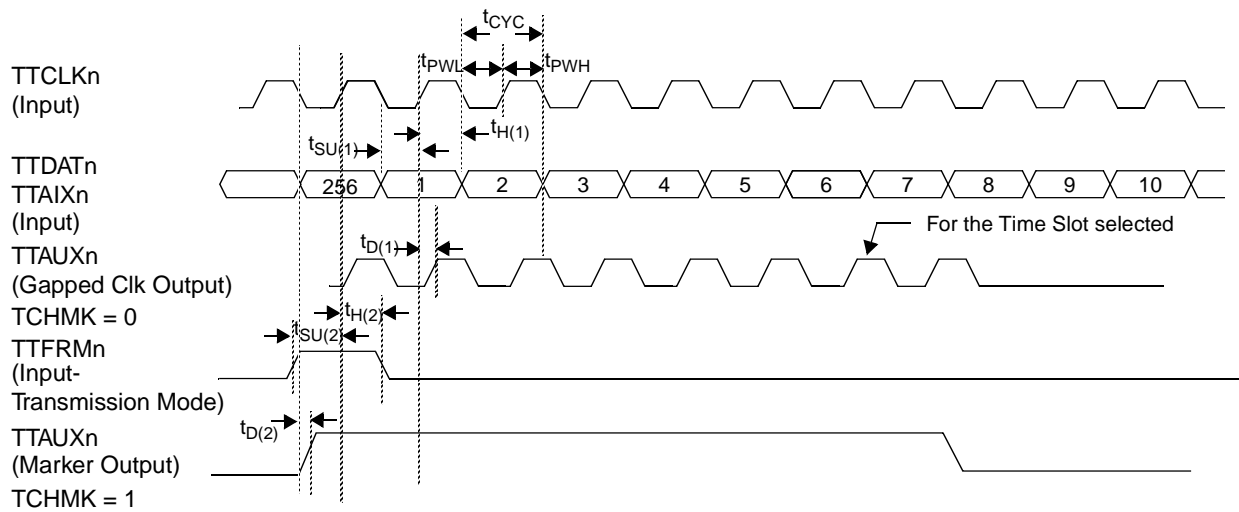 tCYC
TTCLKn
(Input)
tPWL
tPWH
tH(1)
tSU(1)
TTDATn
TTAIXn
(Input)
256 1 2 3 4 5 6 7 8 9 10
For the Time Slot selected
TTAUXn
(Gapped Clk Output)
TCHMK = 0
tD(1)
tH(2)
tSU(2)
TTFRMn
(Input-
Transmission Mode)
tD(2)
TTAUXn
(Marker Output)
TCHMK = 1